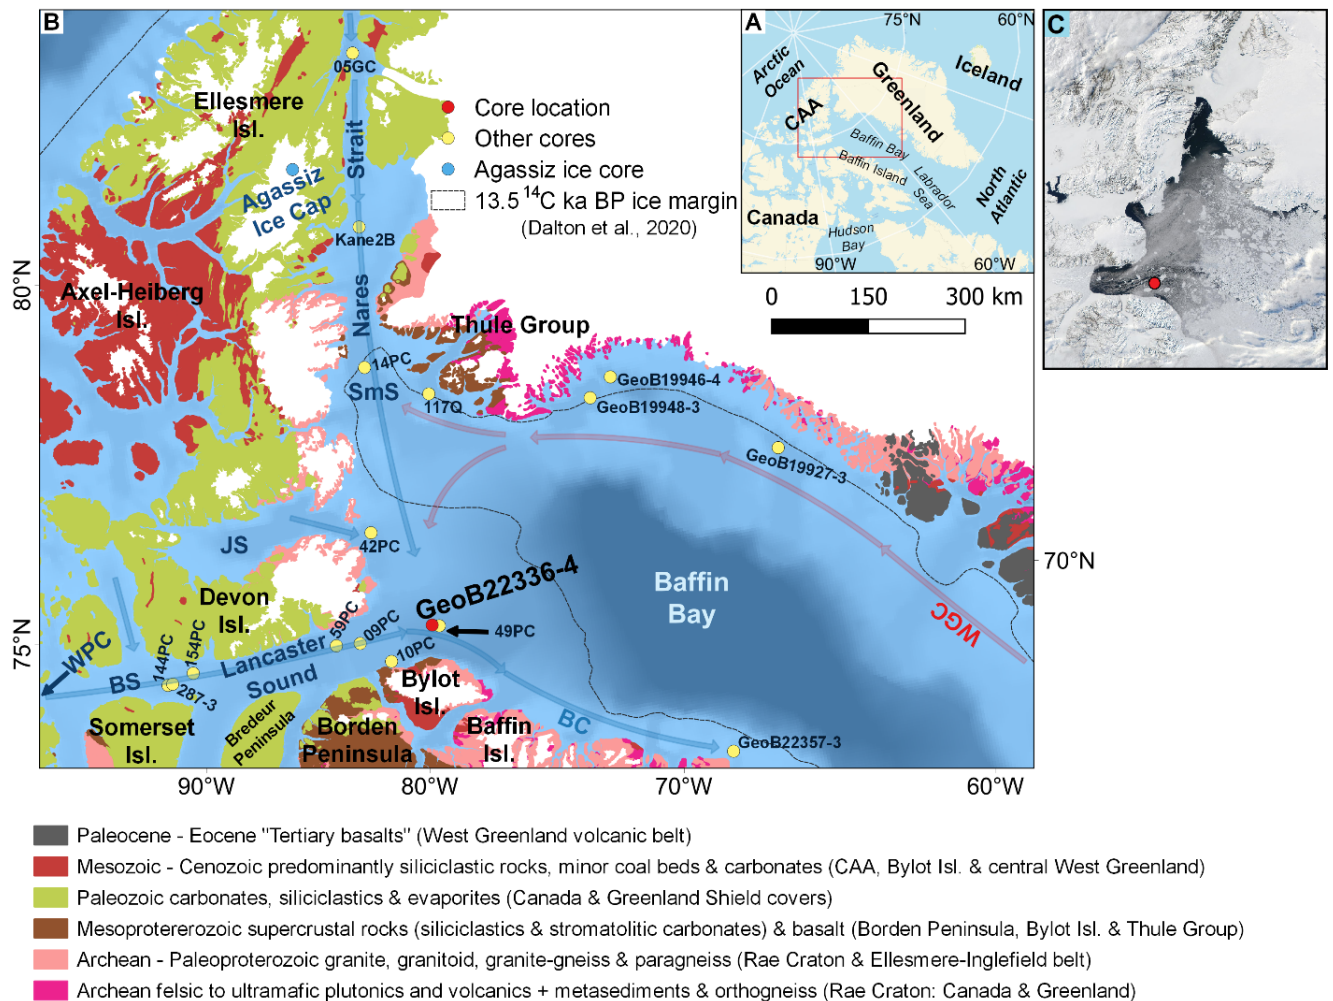 B
05GC
Ellesmere
Isl.
Strait
Agassiz
Ice Cap
Kane2B
Axel-Heiberg
Isl.
Nares
Thule Group
80°N
14PC
SmS
117Q
GeoB19946-4
GeoB19948-3
GeoB19927-3
JS
42PC
Devon
Isl.
GeoB22336-4
49PC
Baffin
Bay
WGC
70°N
75°N
WPC
BS
144PC
154PC
287-3
Lancaster
Sound
59PC
09PC
10PC
Bylot
Isl.
Somerset
Isl.
Bredeur
Peninsula
Borden
Peninsula
Baffin
Isl.
BC
GeoB22357-3
90°W
80°W
70°W
60°W
Core location
Other cores
Agassiz ice core
13.5 ¹⁴C ka BP ice margin
(Dalton et al., 2020)
A
75°N
60°N
Arctic
Ocean
Iceland
Greenland
CAA
Baffin Bay
Baffin Island
Labrador
Sea
North
Atlantic
Canada
Hudson
Bay
90°W
60°W
0 150 300 km
C
Paleocene - Eocene "Tertiary basalts" (West Greenland volcanic belt)
Mesozoic - Cenozoic predominantly siliciclastic rocks, minor coal beds & carbonates (CAA, Bylot Isl. & central West Greenland)
Paleozoic carbonates, siliciclastics & evaporites (Canada & Greenland Shield covers)
Mesoprotererozoic supercrustal rocks (siliciclastics & stromatolitic carbonates) & basalt (Borden Peninsula, Bylot Isl. & Thule Group)
Archean - Paleoproterozoic granite, granitoid, granite-gneiss & paragneiss (Rae Craton & Ellesmere-Inglefield belt)
Archean felsic to ultramafic plutonics and volcanics + metasediments & orthogneiss (Rae Craton: Canada & Greenland)